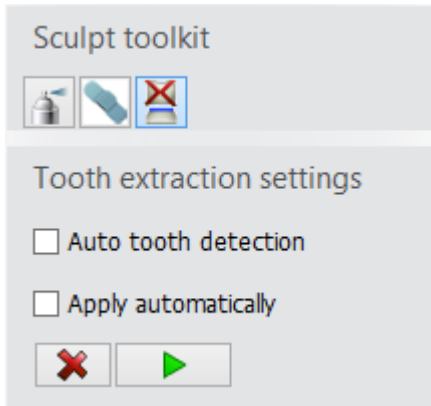 Sculpt toolkit
Tooth extraction settings
Auto tooth detection
Apply automatically